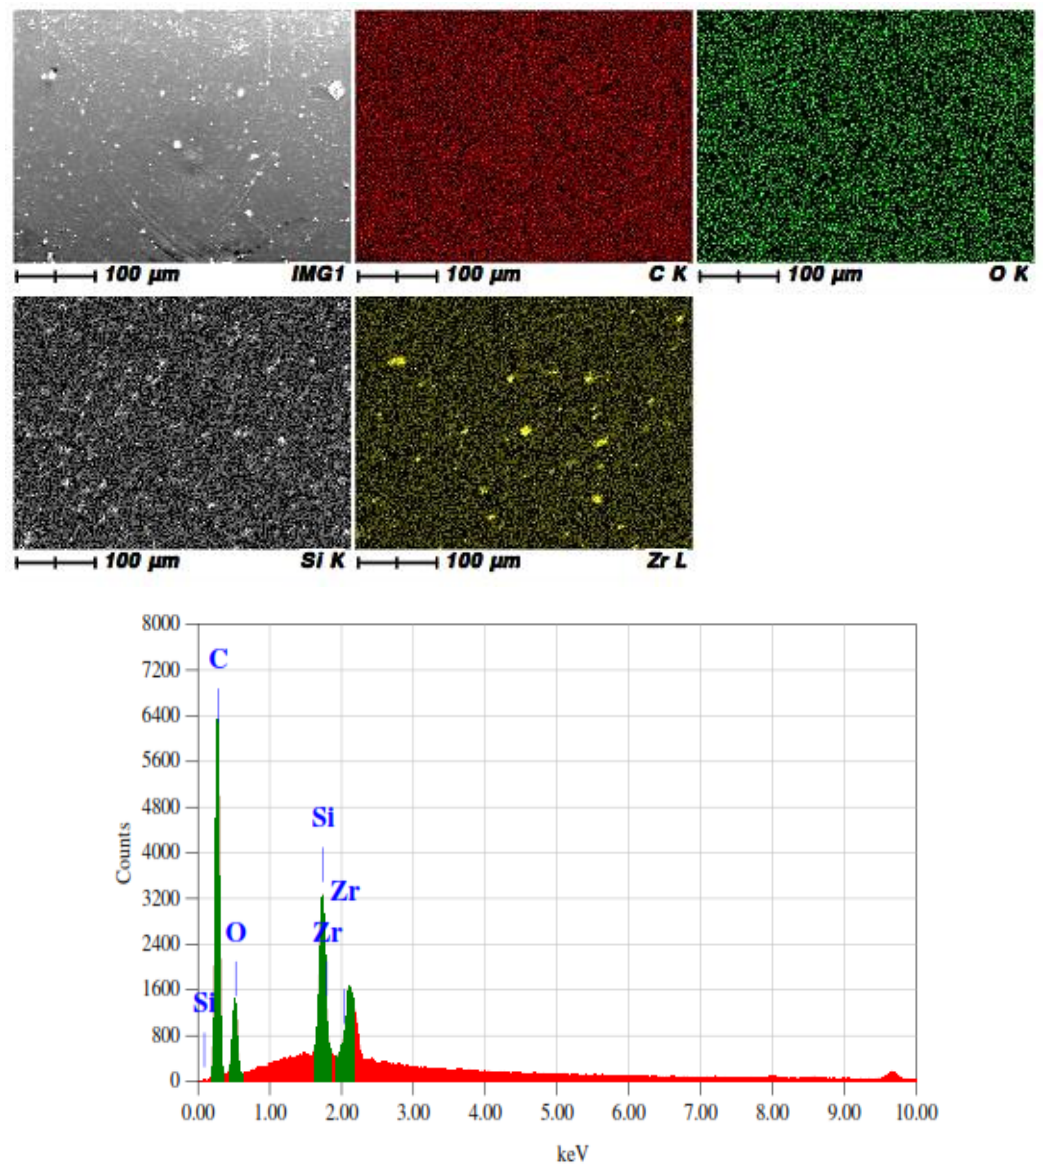 100 µm IMG1
100 µm C K
100 µm O K
100 µm Si K
100 µm Zr L
8000
7200
6400
5600
4800
4000
3200
2400
1600
800
0
C
Si
Zr
O
Zr
Si
Counts
0.00 1.00 2.00 3.00 4.00 5.00 6.00 7.00 8.00 9.00 10.00
keV